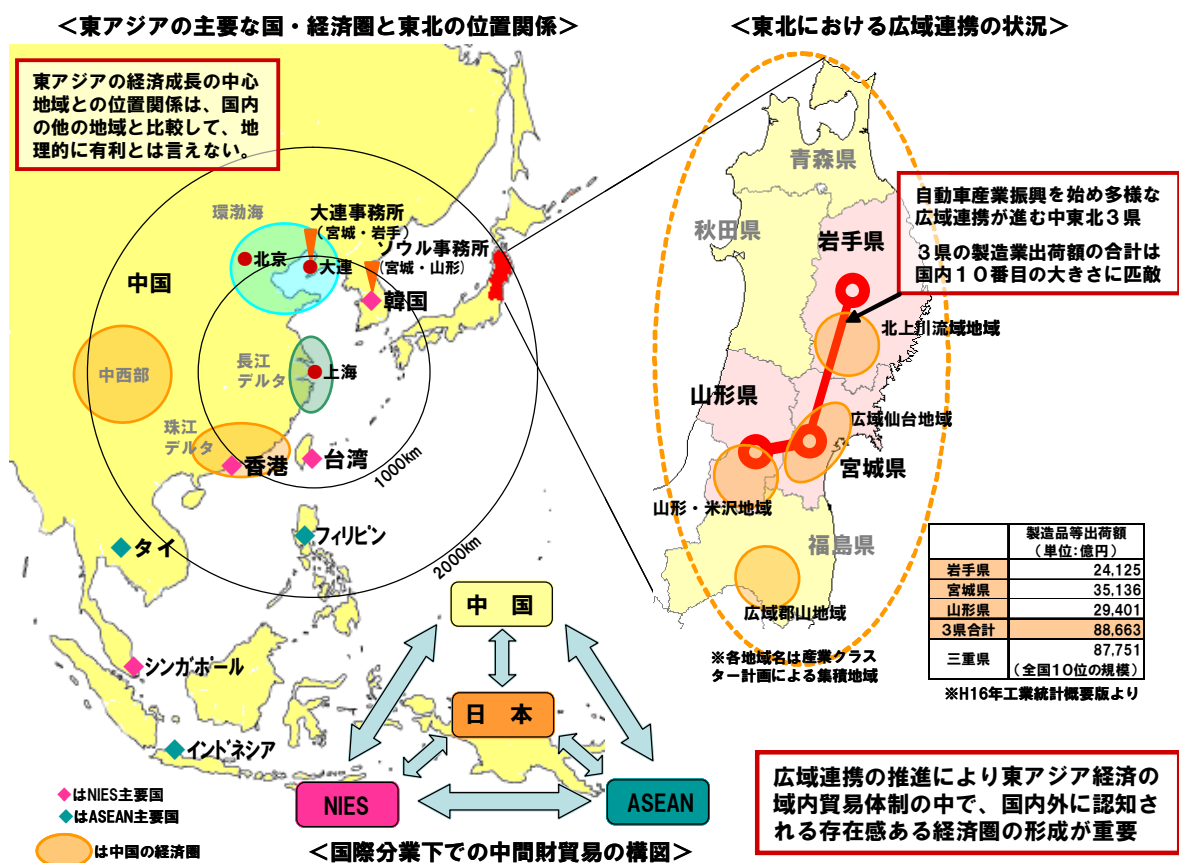 ＜東アジアの主要な国・経済圏と東北の位置関係＞
東アジアの経済成長の中心
地域との位置関係は、国内
の他の地域と比較して、地
理的に有利とは言えない。
環渤海
大連事務所
（宮城・岩手）
ソウル事務所
（宮城・山形）
北京
大連
中国
韓国
中西部
長江
デルタ
上海
珠江
デルタ
香港
台湾
1000km
2000km
タイ
フィリピン
シンガポール
インドネシア
中　国
日　本
NIES
ASEAN
はNIES主要国
はASEAN主要国
は中国の経済圏
＜国際分業下での中間財貿易の構図＞
＜東北における広域連携の状況＞
青森県
秋田県
岩手県
自動車産業振興を始め多様な
広域連携が進む中東北３県
３県の製造業出荷額の合計は
国内１０番目の大きさに匹敵
北上川流域地域
山形県
広域仙台地域
宮城県
山形・米沢地域
福島県
広域郡山地域
※各地域名は産業クラス
ター計画による集積地域
製造品等出荷額
（単位：億円）
岩手県 24,125
宮城県 35,136
山形県 29,401
３県合計 88,663
三重県 87,751
（全国１０位の規模）
※H16年工業統計概要版より
広域連携の推進により東アジア経済の
域内貿易体制の中で、国内外に認知さ
れる存在感ある経済圏の形成が重要